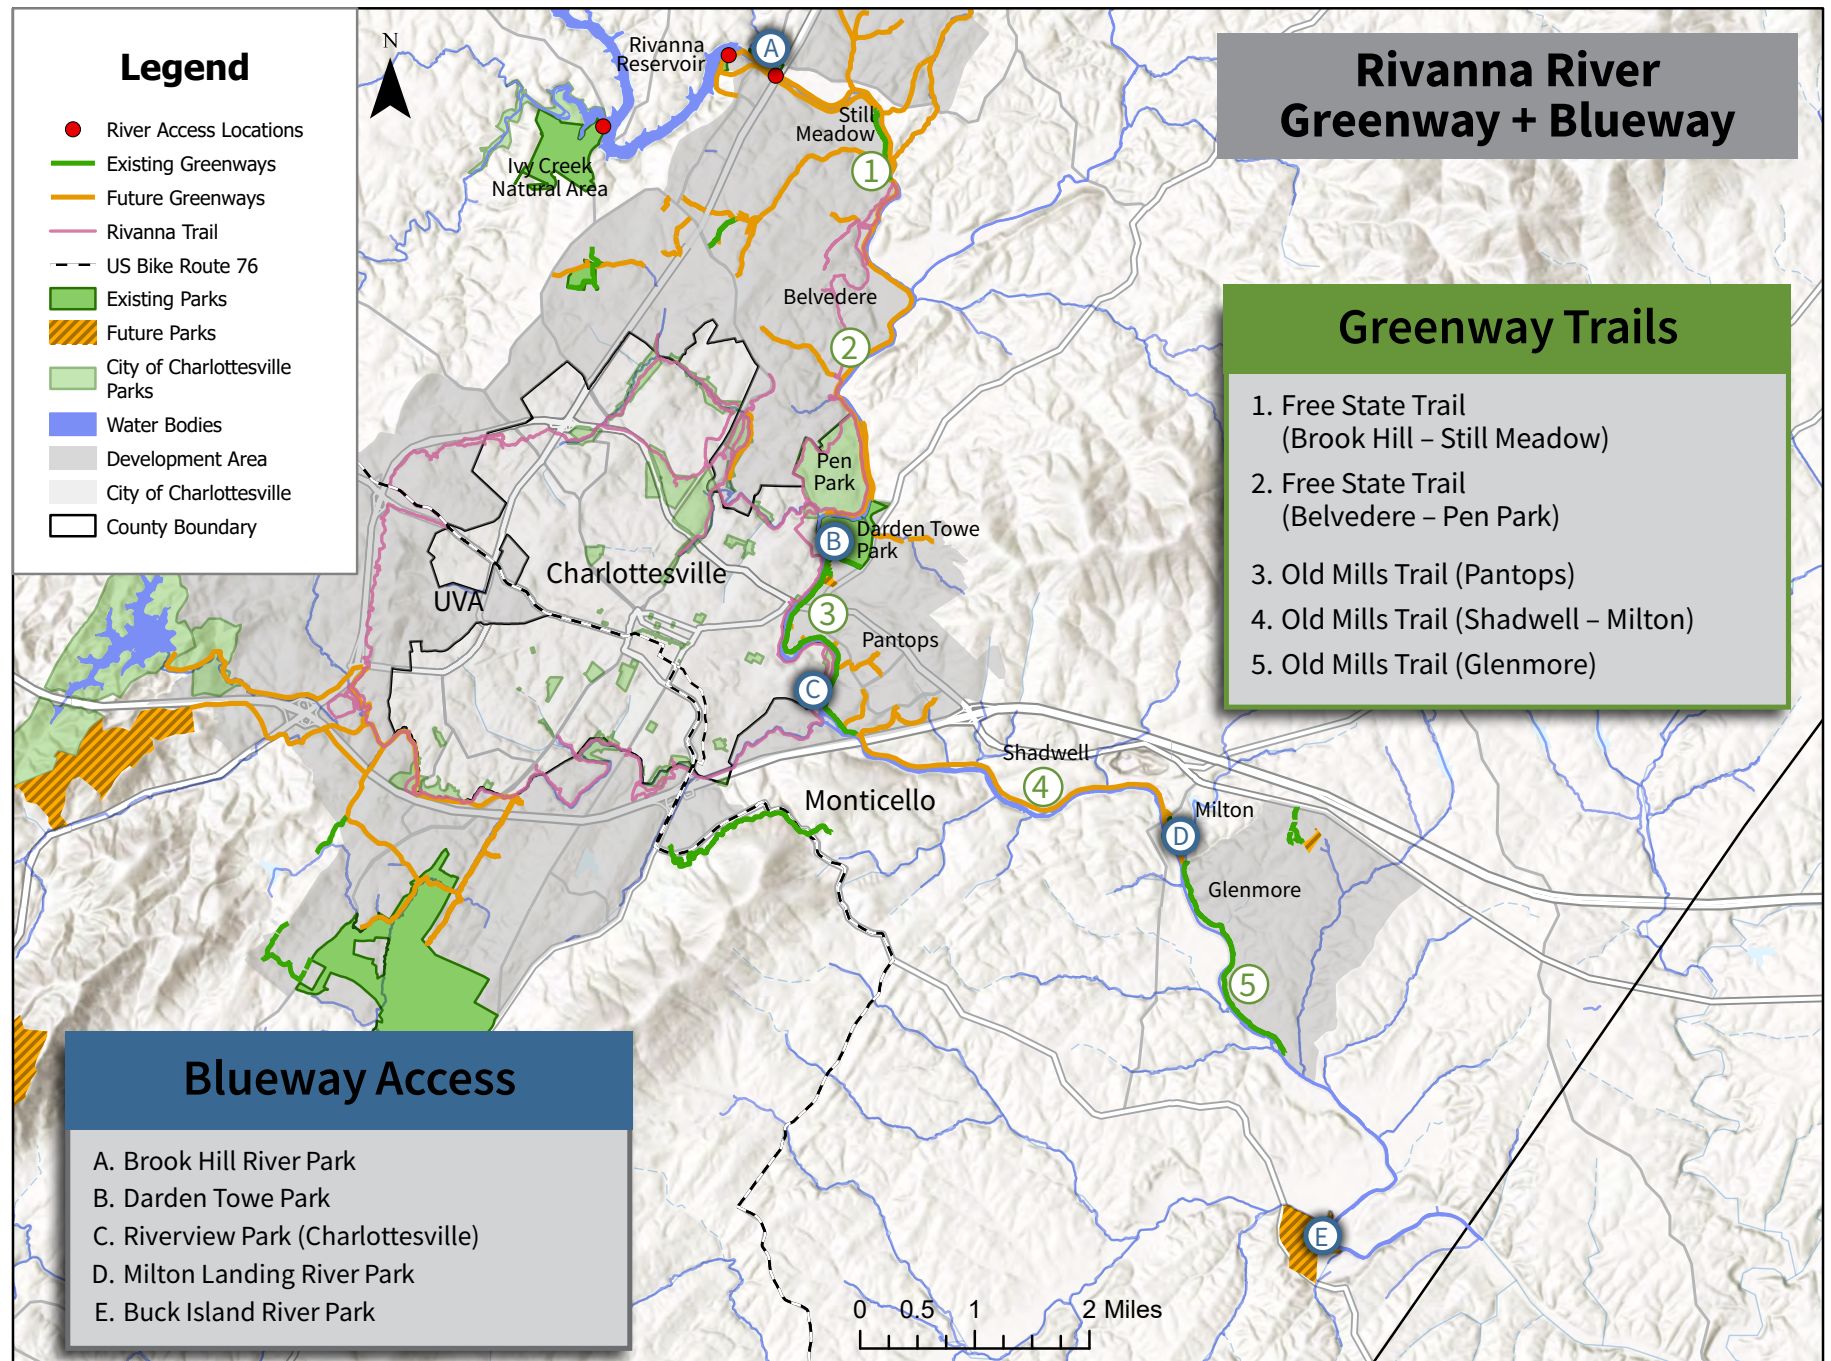 Legend
River Access Locations
Existing Greenways
Future Greenways
Rivanna Trail
US Bike Route 76
Existing Parks
Future Parks
City of Charlottesville
Parks
Water Bodies
Development Area
City of Charlottesville
County Boundary
N
Rivanna
Reservoir
A
Still
Meadow
Ivy Creek
Natural Area
1
Belvedere
2
Pen
Park
B
Darden Towe
Park
Charlottesville
UVA
3
Pantops
C
Shadwell
4
Monticello
Milton
D
Glenmore
5
E
Rivanna River
Greenway + Blueway
Greenway Trails
1. Free State Trail
(Brook Hill – Still Meadow)
2. Free State Trail
(Belvedere – Pen Park)
3. Old Mills Trail (Pantops)
4. Old Mills Trail (Shadwell – Milton)
5. Old Mills Trail (Glenmore)
Blueway Access
A. Brook Hill River Park
B. Darden Towe Park
C. Riverview Park (Charlottesville)
D. Milton Landing River Park
E. Buck Island River Park
0 0.5 1 2 Miles